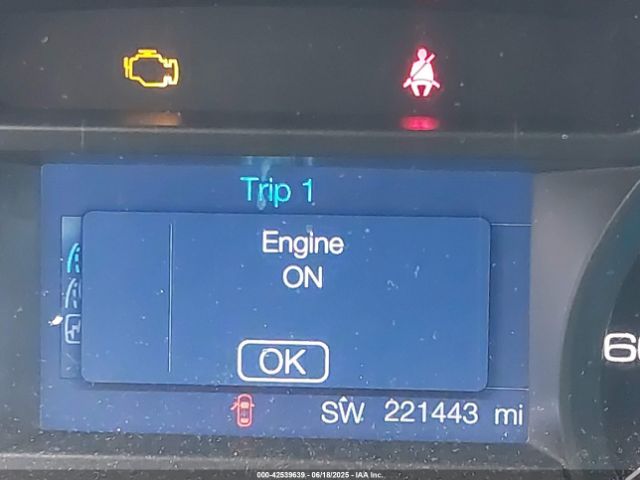 Trip 1
Engine
ON
OK
SW 221443 mi
000-42539639 - 06/18/2025 - IAA Inc.